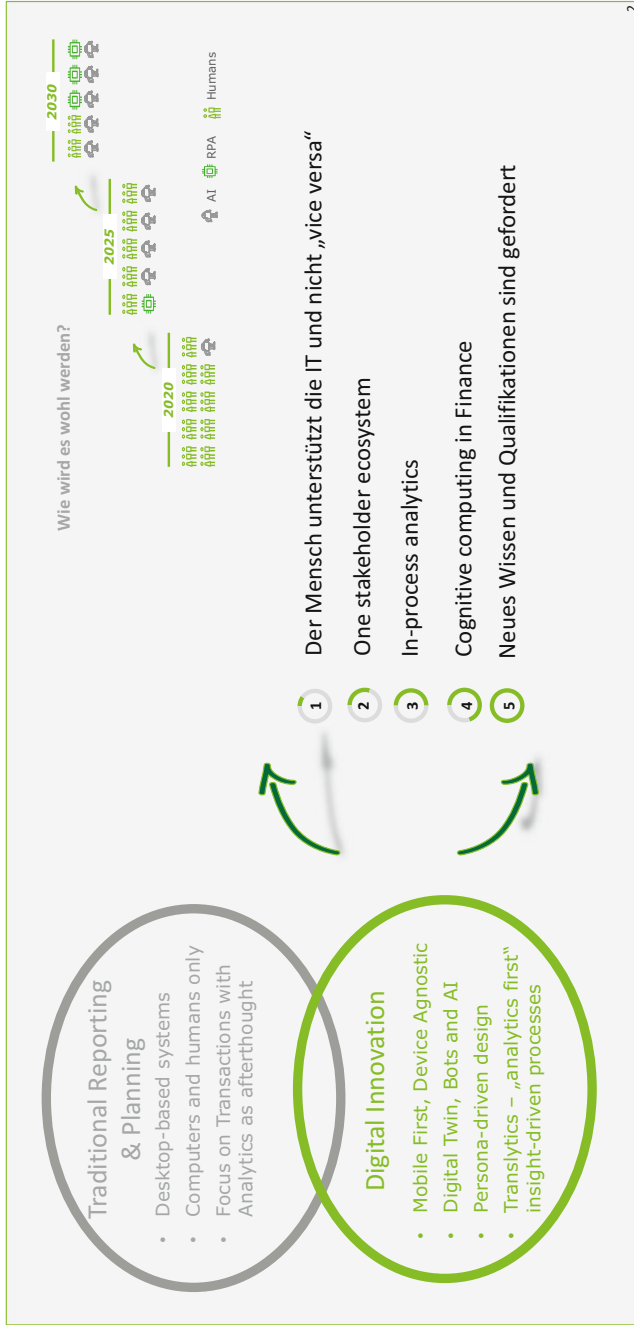 Traditional Reporting
& Planning
• Desktop-based systems
• Computers and humans only
• Focus on Transactions with
Analytics as afterthought
Digital Innovation
• Mobile First, Device Agnostic
• Digital Twin, Bots and AI
• Persona-driven design
• Translytics – „analytics first“
insight-driven processes
Wie wird es wohl werden?
2020
2025
2030
AI
RPA
Humans
1 Der Mensch unterstützt die IT und nicht „vice versa“
2 One stakeholder ecosystem
3 In-process analytics
4 Cognitive computing in Finance
5 Neues Wissen und Qualifikationen sind gefordert
2